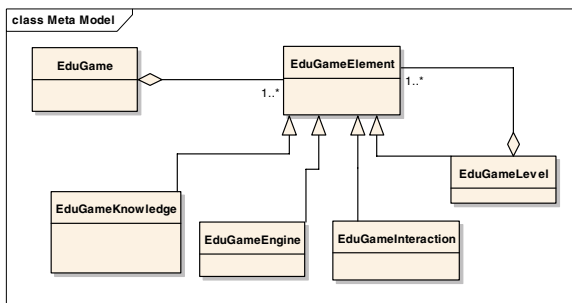 class Meta Model
EduGame
EduGameElement
1..*
1..*
EduGameLevel
EduGameKnowledge
EduGameEngine
EduGameInteraction